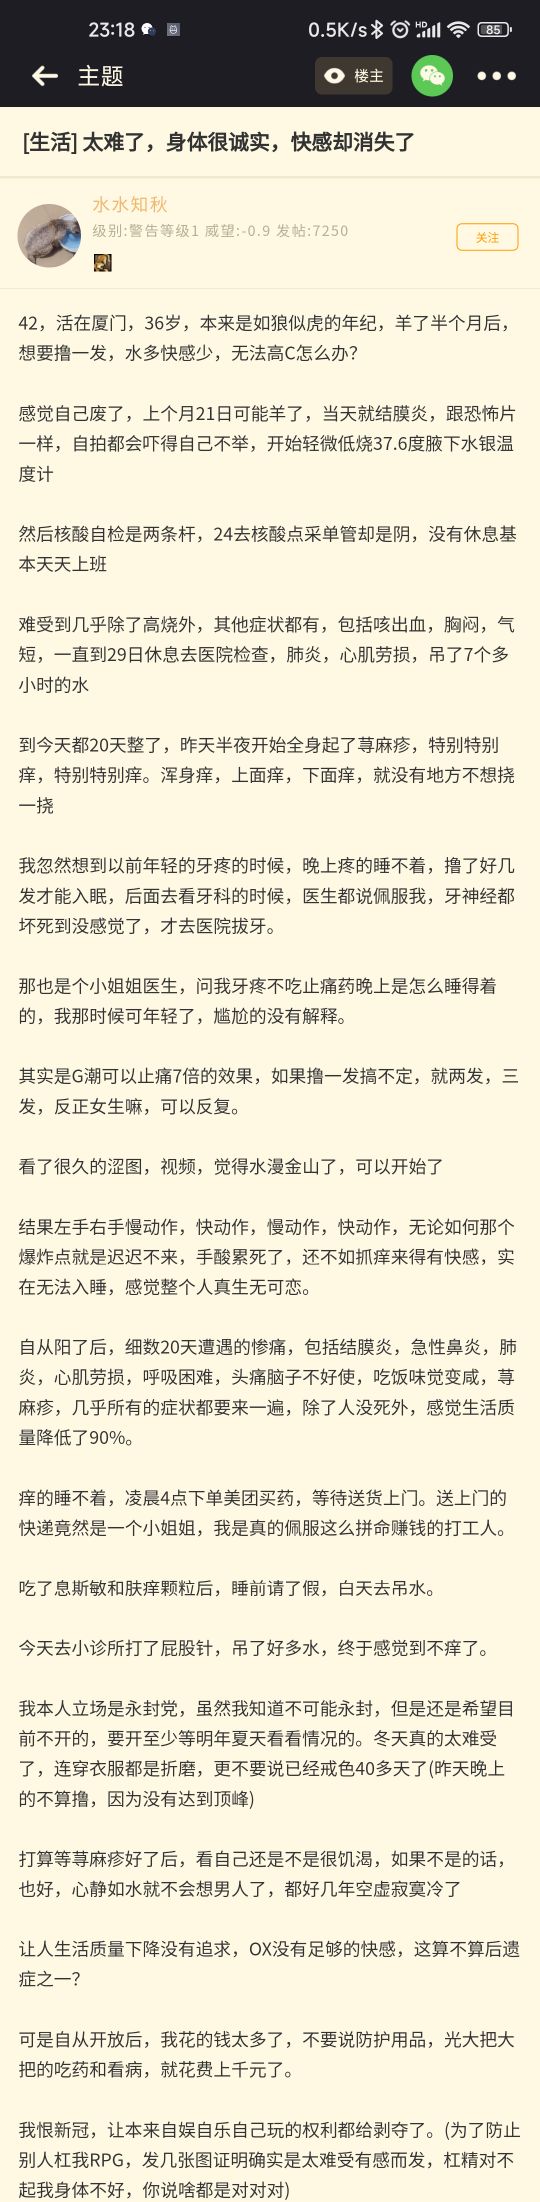 23:18
0.5K/s
HD
85
主题
楼主
[生活] 太难了，身体很诚实，快感却消失了
水水知秋
级别:警告等级1 威望:-0.9 发帖:7250
关注
42，活在厦门，36岁，本来是如狼似虎的年纪，羊了半个月后，
想要撸一发，水多快感少，无法高C怎么办？
感觉自己废了，上个月21日可能羊了，当天就结膜炎，跟恐怖片
一样，自拍都会吓得自己不举，开始轻微低烧37.6度腋下水银温
度计
然后核酸自检是两条杆，24去核酸点采单管却是阴，没有休息基
本天天上班
难受到几乎除了高烧外，其他症状都有，包括咳出血，胸闷，气
短，一直到29日休息去医院检查，肺炎，心肌劳损，吊了7个多
小时的水
到今天都20天整了，昨天半夜开始全身起了荨麻疹，特别特别
痒，特别特别痒。浑身痒，上面痒，下面痒，就没有地方不想挠
一挠
我忽然想到以前年轻的牙疼的时候，晚上疼的睡不着，撸了好几
发才能入眠，后面去看牙科的时候，医生都说佩服我，牙神经都
坏死到没感觉了，才去医院拔牙。
那也是个小姐姐医生，问我牙疼不吃止痛药晚上是怎么睡得着
的，我那时候可年轻了，尴尬的没有解释。
其实是G潮可以止痛7倍的效果，如果撸一发搞不定，就两发，三
发，反正女生嘛，可以反复。
看了很久的涩图，视频，觉得水漫金山了，可以开始了
结果左手右手慢动作，快动作，慢动作，快动作，无论如何那个
爆炸点就是迟迟不来，手酸累死了，还不如抓痒来得有快感，实
在无法入睡，感觉整个人真生无可恋。
自从阳了后，细数20天遭遇的惨痛，包括结膜炎，急性鼻炎，肺
炎，心肌劳损，呼吸困难，头痛脑子不好使，吃饭味觉变咸，荨
麻疹，几乎所有的症状都要来一遍，除了人没死外，感觉生活质
量降低了90%。
痒的睡不着，凌晨4点下单美团买药，等待送货上门。送上门的
快递竟然是一个小姐姐，我是真的佩服这么拼命赚钱的打工人。
吃了息斯敏和肤痒颗粒后，睡前请了假，白天去吊水。
今天去小诊所打了屁股针，吊了好多水，终于感觉到不痒了。
我本人立场是永封党，虽然我知道不可能永封，但是还是希望目
前不开的，要开至少等明年夏天看看情况的。冬天真的太难受
了，连穿衣服都是折磨，更不要说已经戒色40多天了(昨天晚上
的不算撸，因为没有达到顶峰)
打算等荨麻疹好了后，看自己还是不是很饥渴，如果不是的话，
也好，心静如水就不会想男人了，都好几年空虚寂寞冷了
让人生活质量下降没有追求，OX没有足够的快感，这算不算后遗
症之一？
可是自从开放后，我花的钱太多了，不要说防护用品，光大把大
把的吃药和看病，就花费上千元了。
我恨新冠，让本来自娱自乐自己玩的权利都给剥夺了。(为了防止
别人杠我RPG，发几张图证明确实是太难受有感而发，杠精对不
起我身体不好，你说啥都是对对对)